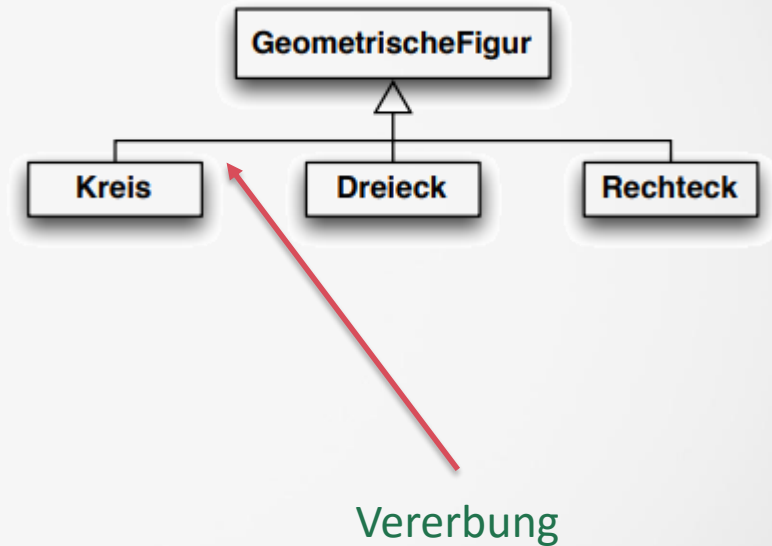 GeometrischeFigur
Kreis
Dreieck
Rechteck
Vererbung